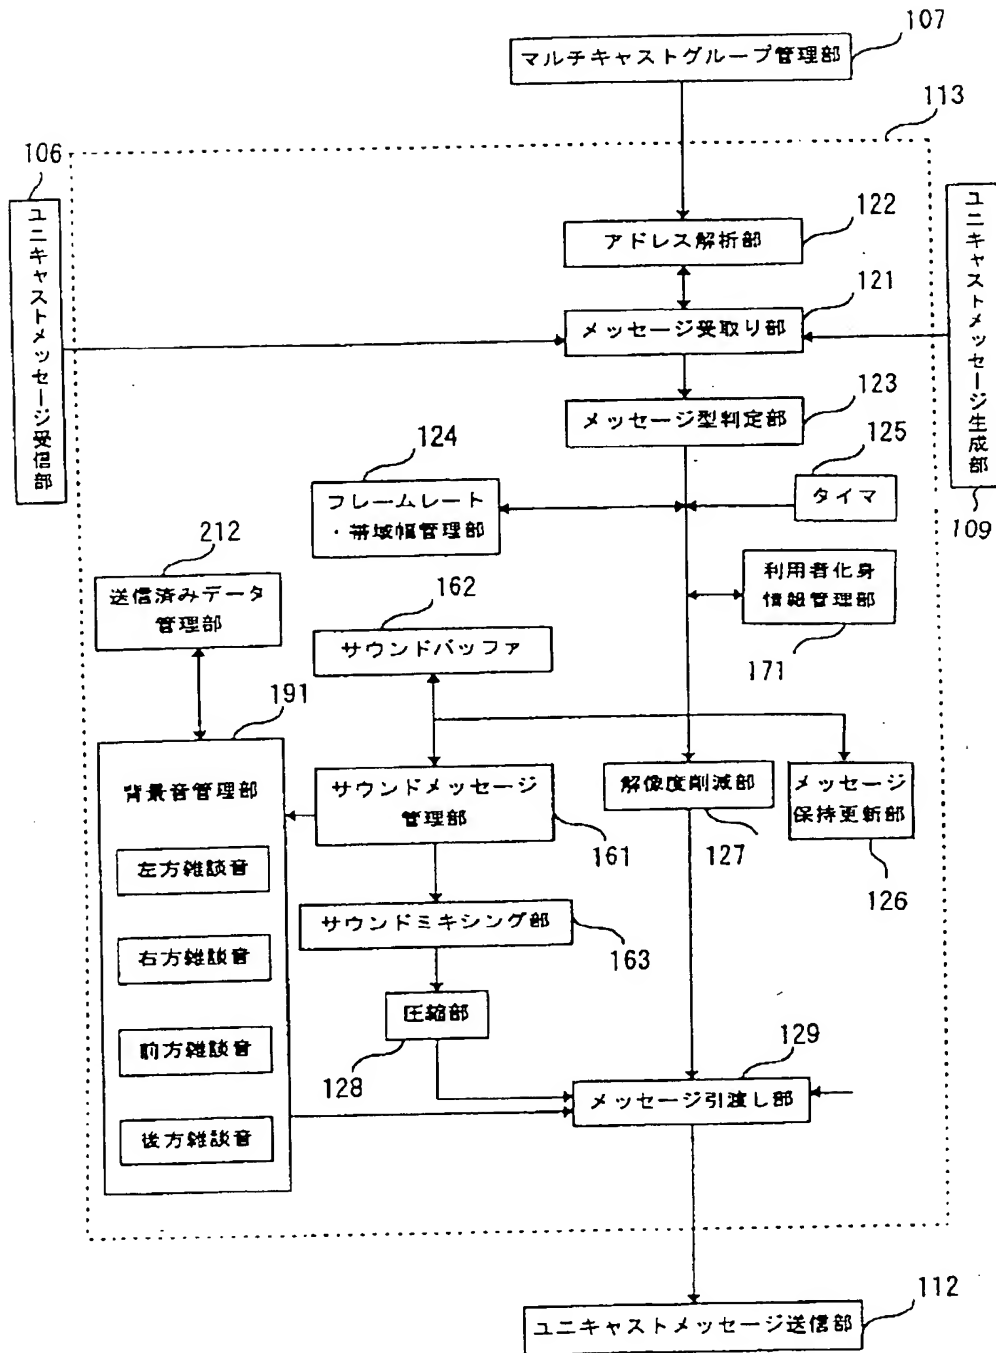 107
マルチキャストグループ管理部
113
106
ユニキャストメッセージ受信部
122
アドレス解析部
ユニキャストメッセージ生成部
109
121
メッセージ受取り部
123
メッセージ型判定部
124
フレームレート
・帯域幅管理部
125
タイマ
212
送信済みデータ
管理部
162
サウンドバッファ
利用者化身
情報管理部
171
191
背景音管理部
左方雑談音
右方雑談音
前方雑談音
後方雑談音
サウンドメッセージ
管理部
161
解像度削減部
127
メッセージ
保持更新部
126
サウンドミキシング部
163
圧縮部
128
129
メッセージ引渡し部
112
ユニキャストメッセージ送信部